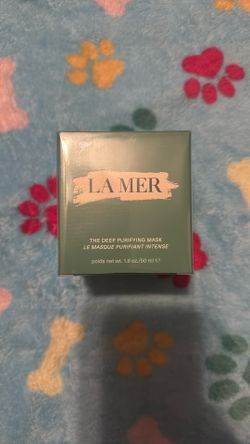 LA MER
THE DEEP PURIFYING MASK
LE MASQUE PURIFIANT INTENSE
poids net wt. 1.6 oz./50 ml ℮